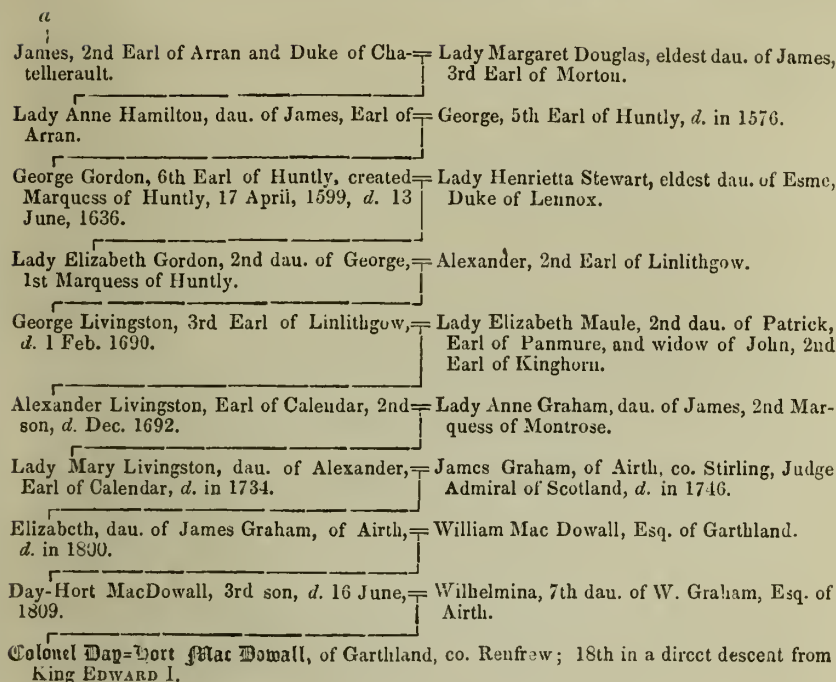 a
James, 2nd Earl of Arran and Duke of Cha-= Lady Margaret Douglas, eldest dau. of James,
tellherault. 3rd Earl of Morton.
Lady Anne Hamilton, dau. of James, Earl of= George, 5th Earl of Huntly, d. in 1576.
Arran.
George Gordon, 6th Earl of Huntly, created= Lady Henrietta Stewart, eldest dau. of Esme,
Marquess of Huntly, 17 April, 1599, d. 13 Duke of Lennox.
June, 1636.
Lady Elizabeth Gordon, 2nd dau. of George,= Alexander, 2nd Earl of Linlithgow.
1st Marquess of Huntly.
George Livingston, 3rd Earl of Linlithgow,= Lady Elizabeth Maule, 2nd dau. of Patrick,
d. 1 Feb. 1690. Earl of Panmure, and widow of John, 2nd
Earl of Kinghorn.
Alexander Livingston, Earl of Calendar, 2nd= Lady Anne Graham, dau. of James, 2nd Mar-
son, d. Dec. 1692. quess of Montrose.
Lady Mary Livingston, dau. of Alexander,= James Graham, of Airth, co. Stirling, Judge
Earl of Calendar, d. in 1734. Admiral of Scotland, d. in 1746.
Elizabeth, dau. of James Graham, of Airth,= William Mac Dowall, Esq. of Garthland.
d. in 1800.
Day-Hort MacDowall, 3rd son, d. 16 June,= Wilhelmina, 7th dau. of W. Graham, Esq. of
1809. Airth.
Colonel Day=Hort Mac Dowall, of Garthland, co. Renfrew; 18th in a direct descent from
King EDWARD I.